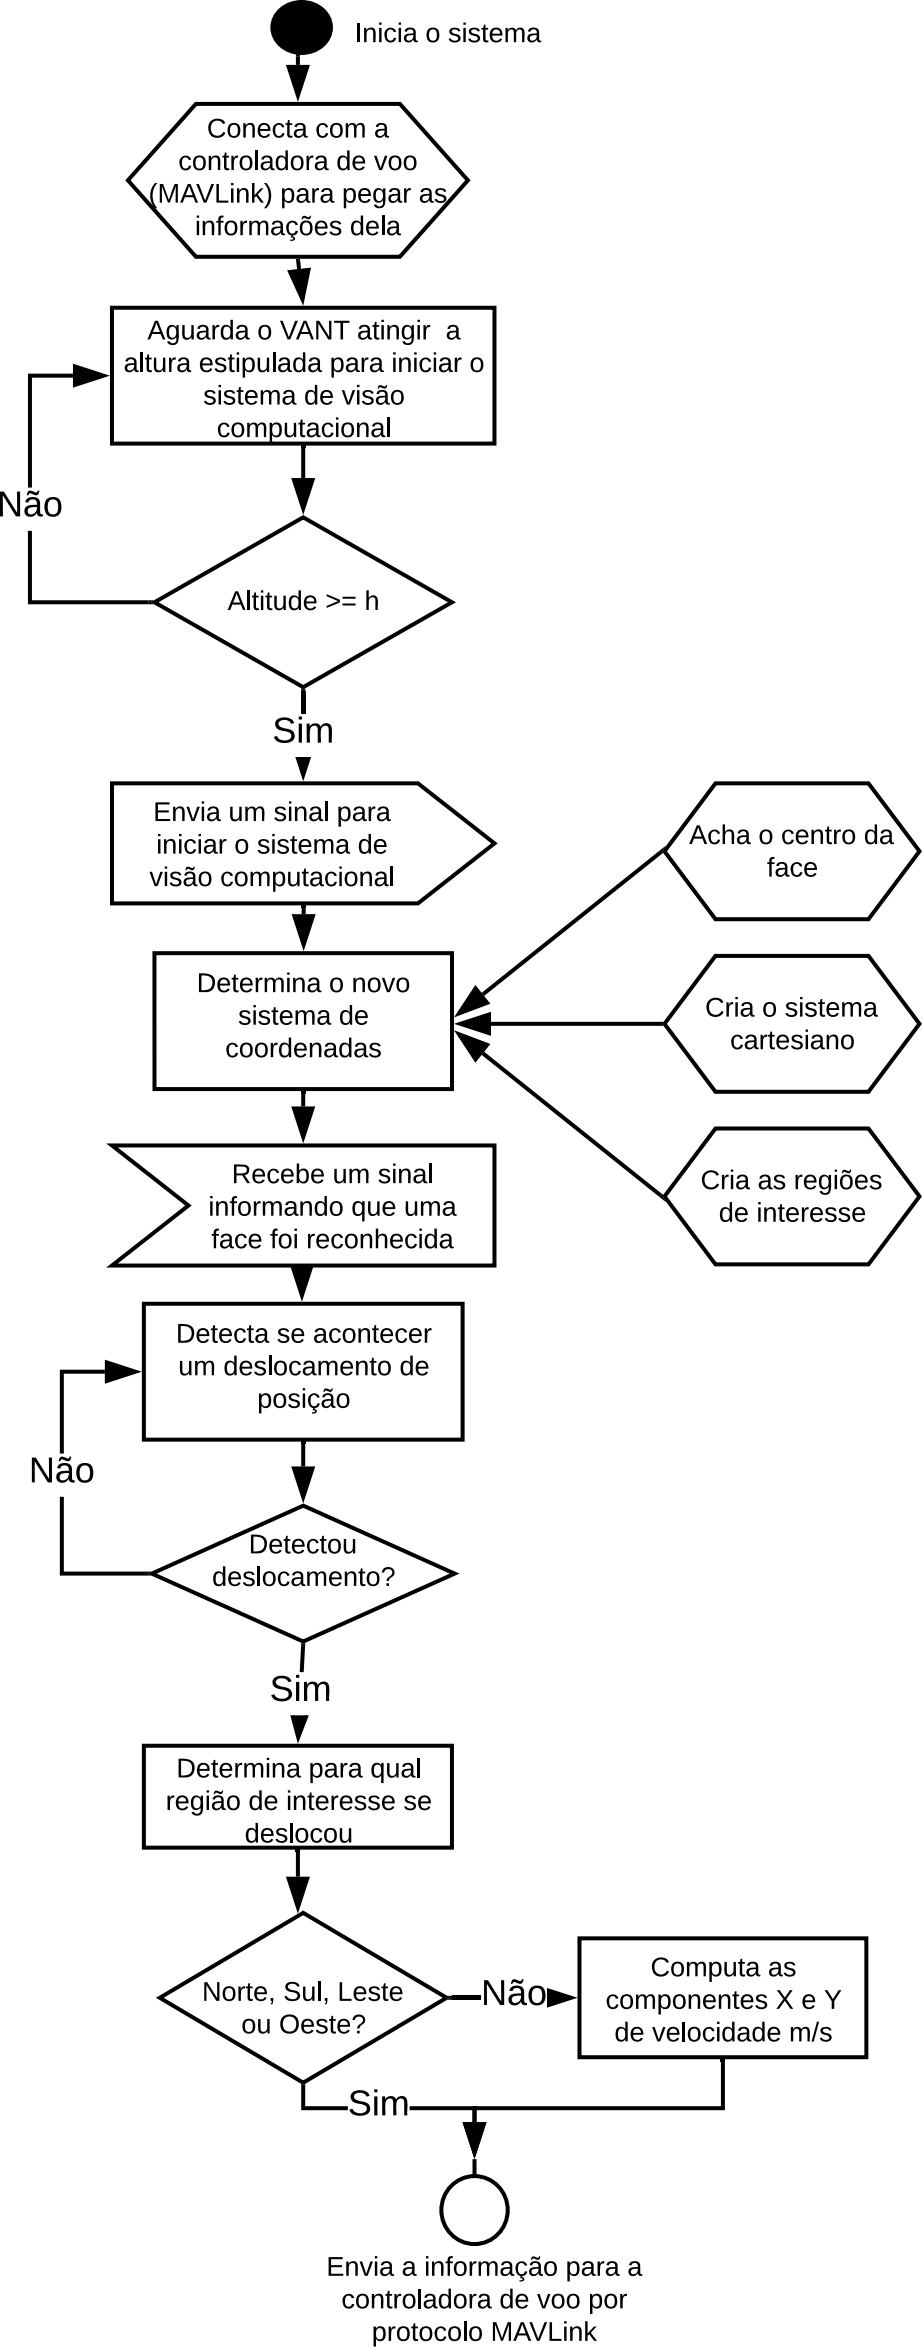 Inicia o sistema
Conecta com a
controladora de voo
(MAVLink) para pegar as
informações dela
Aguarda o VANT atingir  a
altura estipulada para iniciar o
sistema de visão
computacional
Não
Altitude >= h
Sim
Envia um sinal para
iniciar o sistema de
visão computacional
Acha o centro da
face
Determina o novo
sistema de
coordenadas
Cria o sistema
cartesiano
Recebe um sinal
informando que uma
face foi reconhecida
Cria as regiões
de interesse
Detecta se acontecer
um deslocamento de
posição
Não
Detectou
deslocamento?
Sim
Determina para qual
região de interesse se
deslocou
Norte, Sul, Leste
ou Oeste?
Não
Computa as
componentes X e Y
de velocidade m/s
Sim
Envia a informação para a
controladora de voo por
protocolo MAVLink